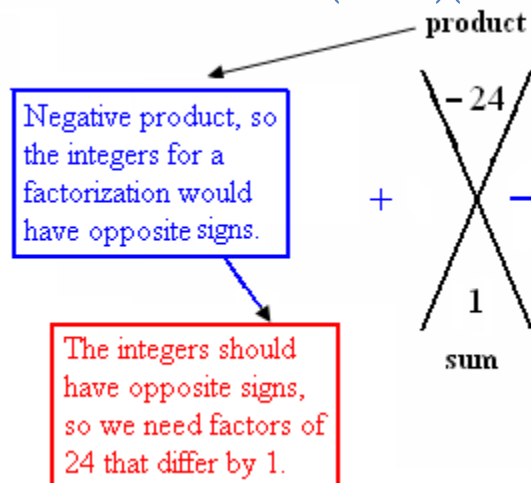 product
- 24
Negative product, so
the integers for a
factorization would
have opposite signs.
+
−
1
sum
The integers should
have opposite signs,
so we need factors of
24 that differ by 1.